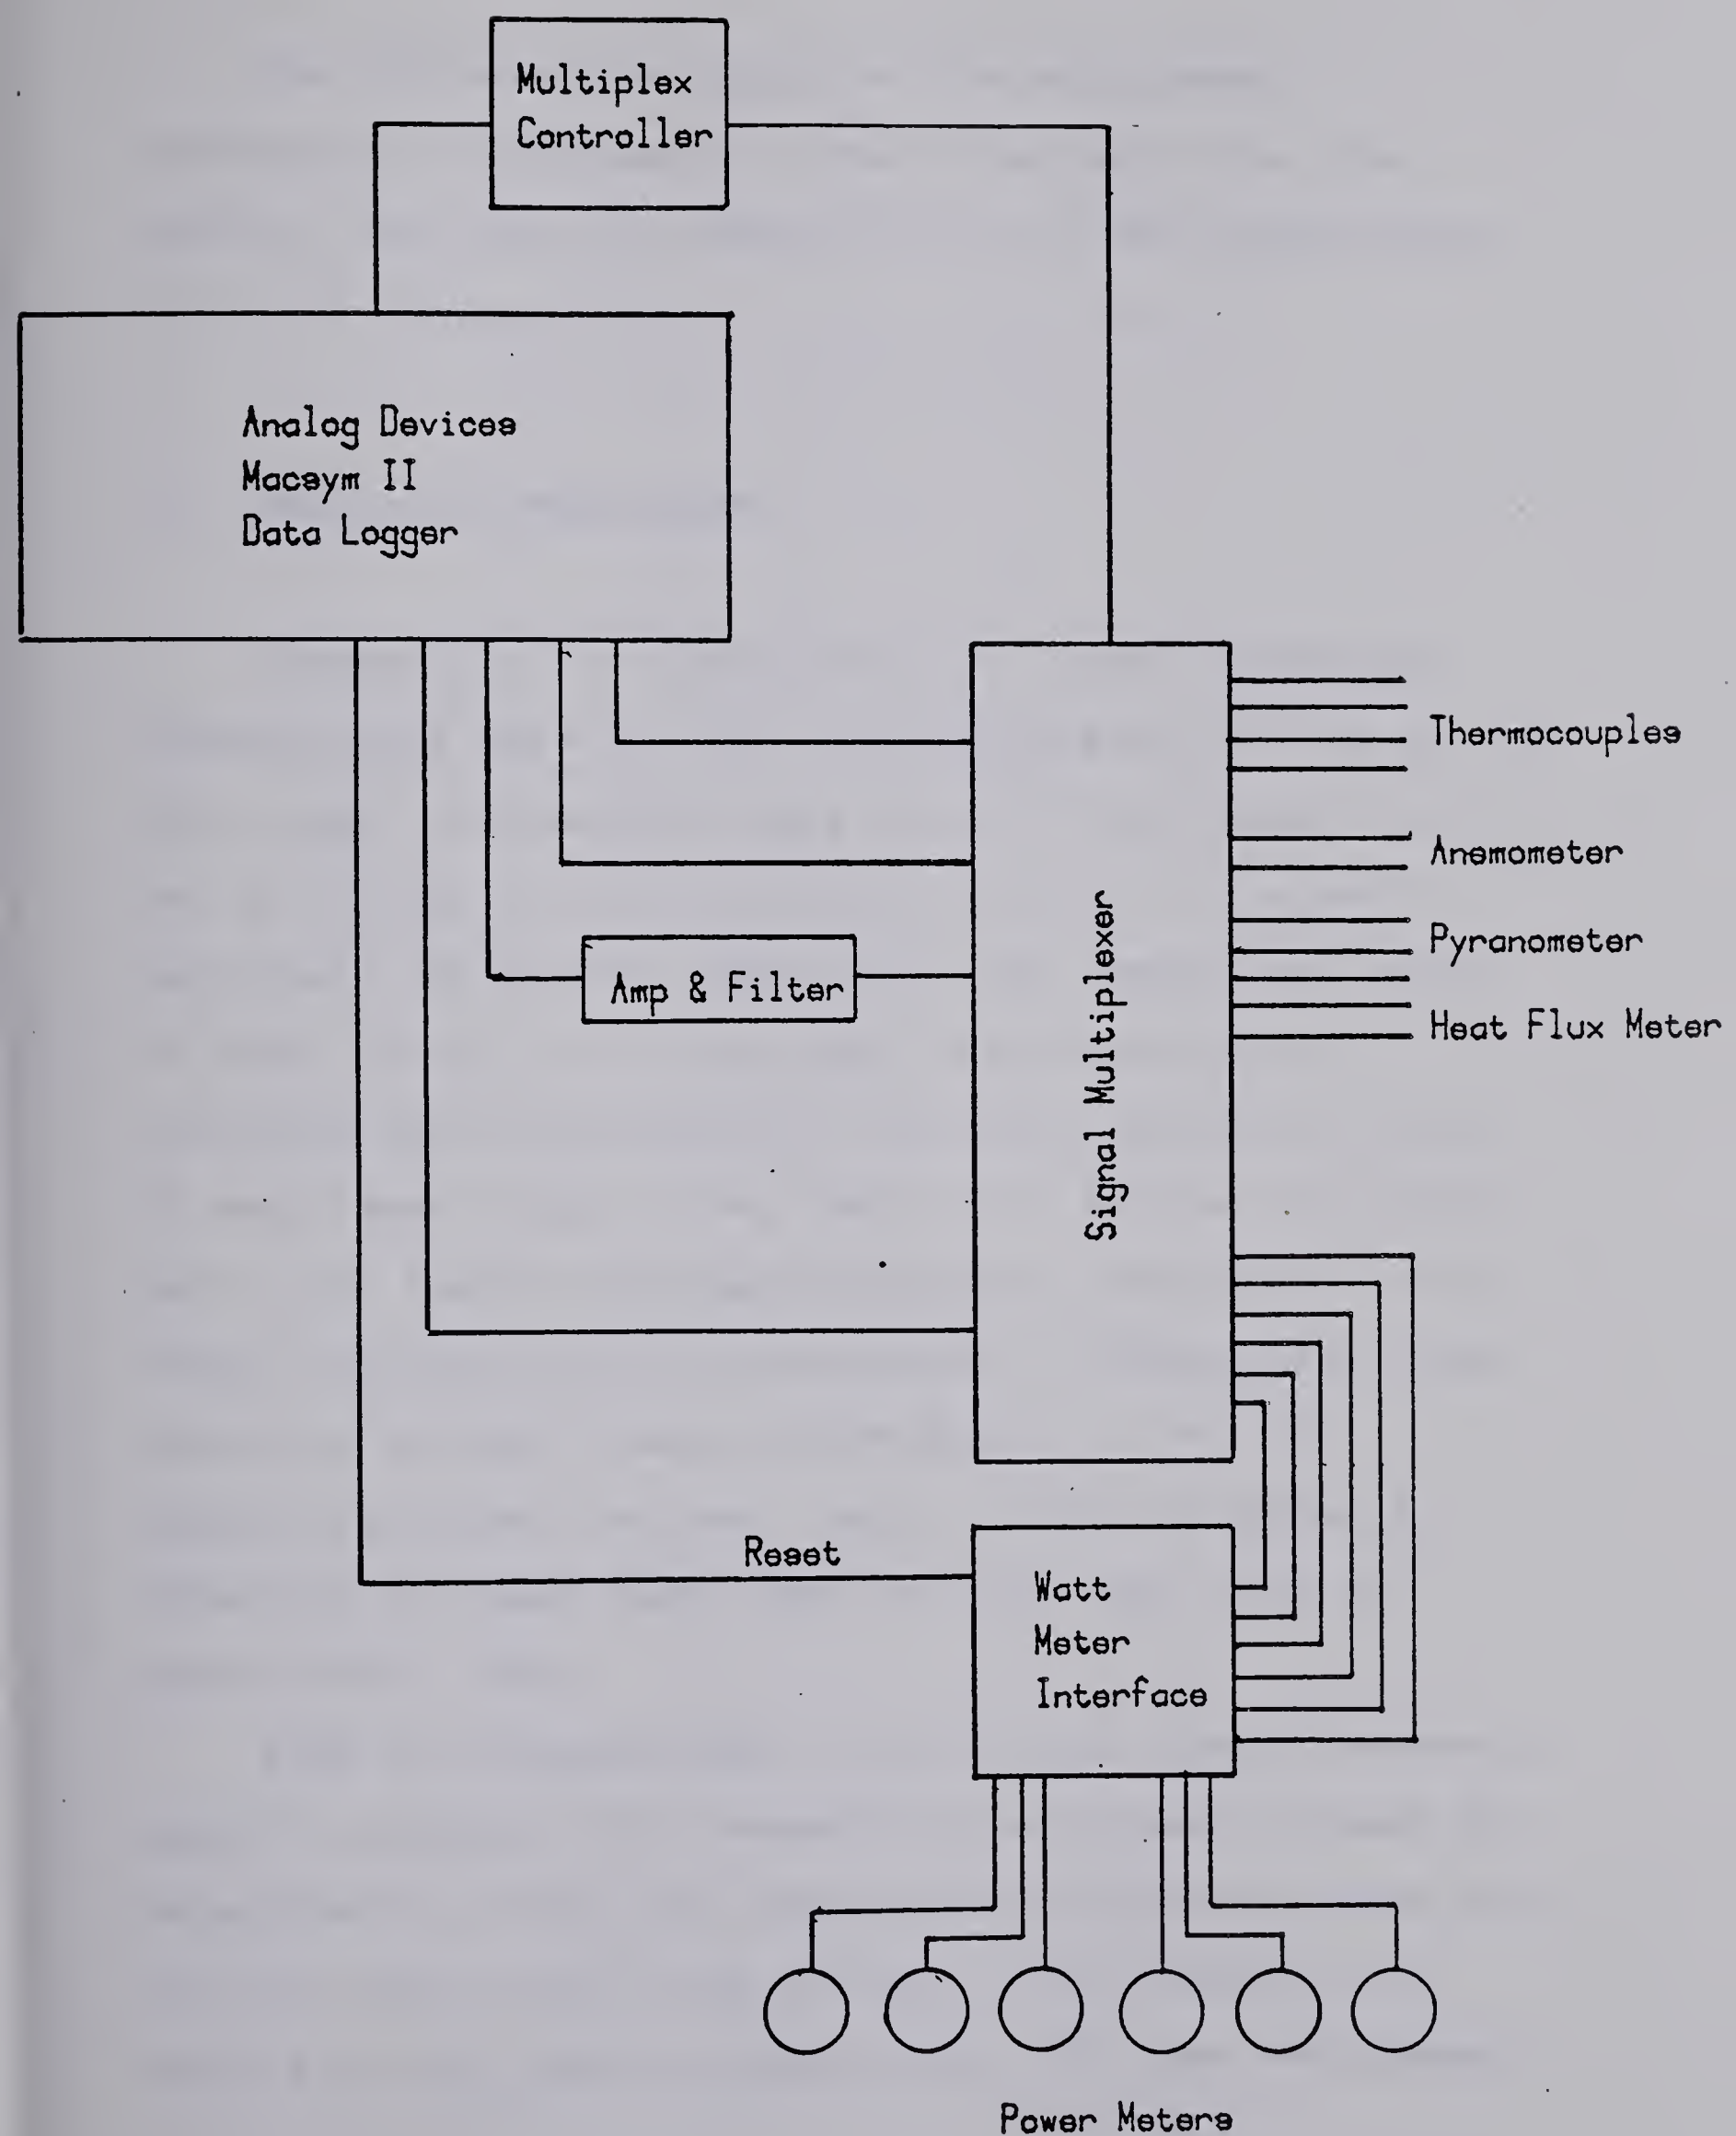 Multiplex
Controller
Analog Devices
Macsym II
Data Logger
Thermocouples
Anemometer
Pyranometer
Heat Flux Meter
Amp & Filter
Signal Multiplexer
Reset
Watt
Meter
Interface
Power Meters